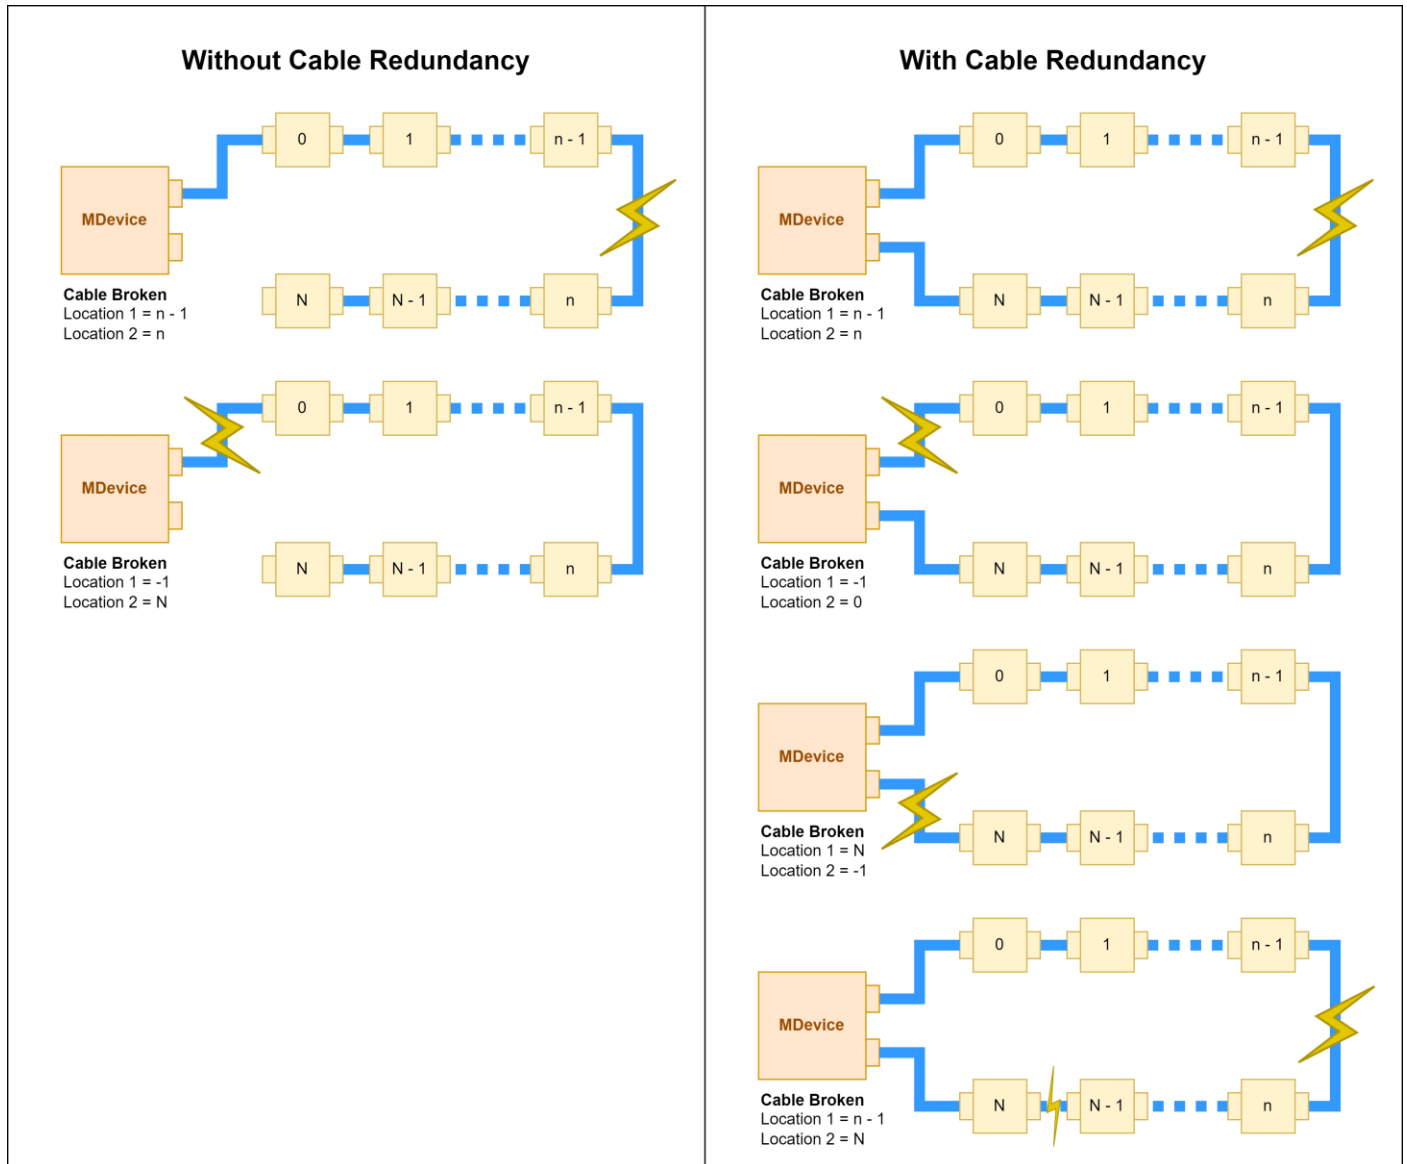 Without Cable Redundancy
0
1
n - 1
MDevice
N
N - 1
n
Cable Broken
Location 1 = n - 1
Location 2 = n
0
1
n - 1
MDevice
N
N - 1
n
Cable Broken
Location 1 = -1
Location 2 = N
With Cable Redundancy
0
1
n - 1
MDevice
N
N - 1
n
Cable Broken
Location 1 = n - 1
Location 2 = n
0
1
n - 1
MDevice
N
N - 1
n
Cable Broken
Location 1 = -1
Location 2 = 0
0
1
n - 1
MDevice
N
N - 1
n
Cable Broken
Location 1 = N
Location 2 = -1
0
1
n - 1
MDevice
N
N - 1
n
Cable Broken
Location 1 = n - 1
Location 2 = N